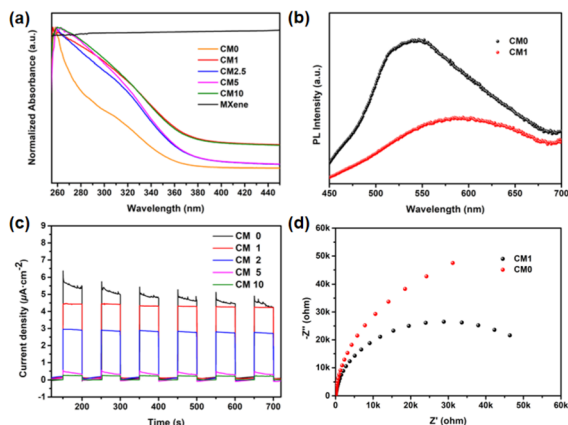 (a)
Normalized Absorbance (a.u.)
CM0
CM1
CM2.5
CM5
CM10
MXene
260 280 300 320 340 360 380 400 420 440
Wavelength (nm)
(b)
PL Intensity (a.u.)
CM0
CM1
450 500 550 600 650 700
Wavelength (nm)
(c)
Current density (μA·cm⁻²)
9
8
7
6
5
4
3
2
1
0
-1
CM 0
CM 1
CM 2
CM 5
CM 10
200 300 400 500 600 700
Time (s)
(d)
-Z'' (ohm)
60k
50k
40k
30k
20k
10k
0
CM1
CM0
0 10k 20k 30k 40k 50k 60k
Z' (ohm)